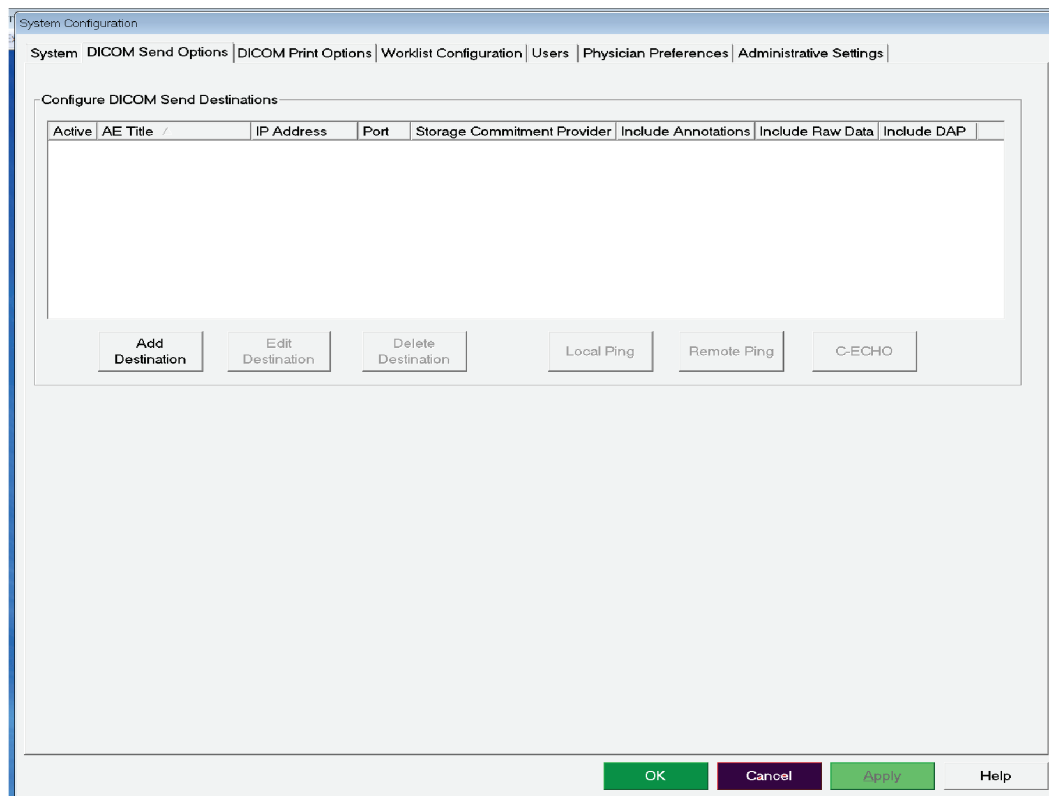 System Configuration
System DICOM Send Options DICOM Print Options Worklist Configuration Users Physician Preferences Administrative Settings
Configure DICOM Send Destinations
Active AE Title IP Address Port Storage Commitment Provider Include Annotations Include Raw Data Include DAP
Add Destination
Edit Destination
Delete Destination
Local Ping
Remote Ping
C-ECHO
OK Cancel Apply Help